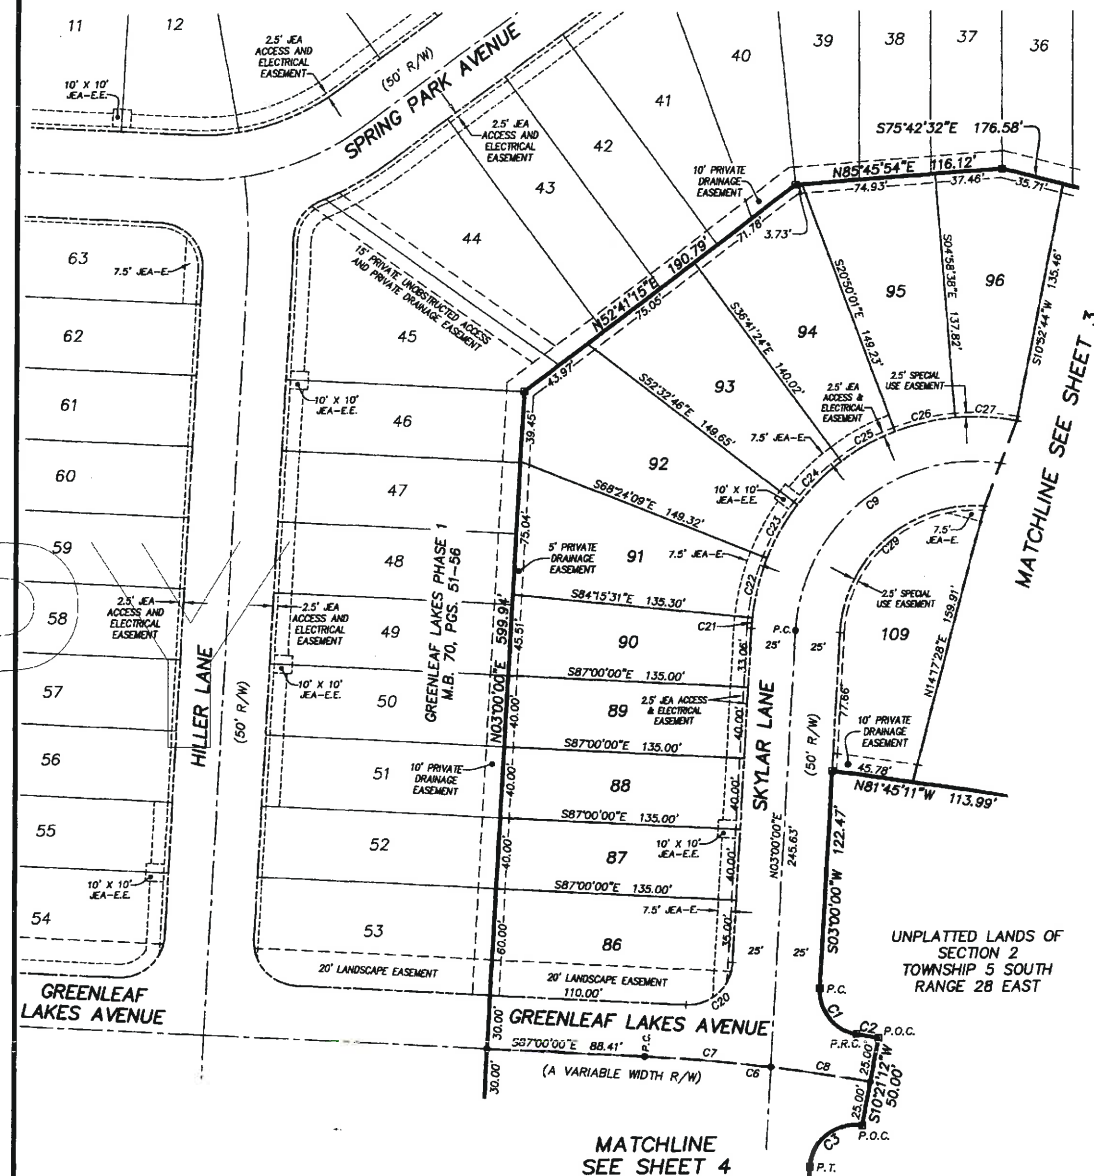 11
12
2.5' JEA
ACCESS AND
ELECTRICAL
EASEMENT
(50' R/W)
SPRING PARK AVENUE
40
39
38
37
36
10' X 10'
JEA-E.E.
41
42
43
44
2.5' JEA
ACCESS AND
ELECTRICAL
EASEMENT
10' PRIVATE
DRAINAGE
EASEMENT
S75°42'32"E 176.58'
N85°45'54"E 116.12'
74.93'
37.46'
35.71'
3.73'
71.78'
N52°41'15"E 190.79'
75.05'
43.97'
15' PRIVATE UNOBSTRUCTED ACCESS
AND PRIVATE DRAINAGE EASEMENT
63
7.5' JEA-E.
62
61
60
59
58
57
56
55
54
45
46
47
48
49
50
51
52
53
10' X 10'
JEA-E.E.
2.5' JEA
ACCESS AND
ELECTRICAL
EASEMENT
2.5' JEA
ACCESS AND
ELECTRICAL
EASEMENT
10' X 10'
JEA-E.E.
10' X 10'
JEA-E.E.
HILLER LANE
(50' R/W)
GREENLEAF LAKES PHASE 1
M.B. 70, PGS. 51-56
N03°00'00"E 599.94'
39.45'
75.04'
45.51'
40.00'
40.00'
40.00'
60.00'
30.00'
30.00'
5' PRIVATE
DRAINAGE
EASEMENT
10' PRIVATE
DRAINAGE
EASEMENT
96
95
94
93
92
91
90
89
88
87
86
S10°52'44"W 135.46'
S04°58'38"E 137.82'
S20°50'01"E 149.23'
S36°41'24"E 140.02'
S52°32'46"E 149.65'
S68°24'09"E 149.32'
S84°15'31"E 135.30'
S87°00'00"E 135.00'
S87°00'00"E 135.00'
S87°00'00"E 135.00'
S87°00'00"E 135.00'
2.5' SPECIAL
USE EASEMENT
2.5' JEA
ACCESS &
ELECTRICAL
EASEMENT
7.5' JEA-E.
10' X 10'
JEA-E.E.
7.5' JEA-E.
C27
C26
C25
C24
C23
C22
C21
C9
C29
7.5'
JEA-E.
2.5' SPECIAL
USE EASEMENT
109
N14°17'28"E 159.91'
MATCHLINE SEE SHEET 3
P.C.
25'
25'
33.06'
77.66'
2.5' JEA ACCESS
& ELECTRICAL
EASEMENT
40.00'
40.00'
40.00'
35.00'
SKYLAR LANE
(50' R/W)
N03°00'00"E
245.63'
10' PRIVATE
DRAINAGE
EASEMENT
45.78'
N81°45'11"W 113.99'
S03°00'00"W 122.47'
10' X 10'
JEA-E.E.
7.5' JEA-E.
25'
25'
UNPLATTED LANDS OF
SECTION 2
TOWNSHIP 5 SOUTH
RANGE 28 EAST
20' LANDSCAPE EASEMENT
20' LANDSCAPE EASEMENT
110.00'
C20
P.C.
C1
C2
P.O.C.
P.R.C.
GREENLEAF
LAKES AVENUE
GREENLEAF LAKES AVENUE
S87°00'00"E 88.41'
P.C.
C7
C6
C8
(A VARIABLE WIDTH R/W)
25.00'
S10°21'12"W
50.00'
25.00'
P.O.C.
C3
P.T.
MATCHLINE
SEE SHEET 4